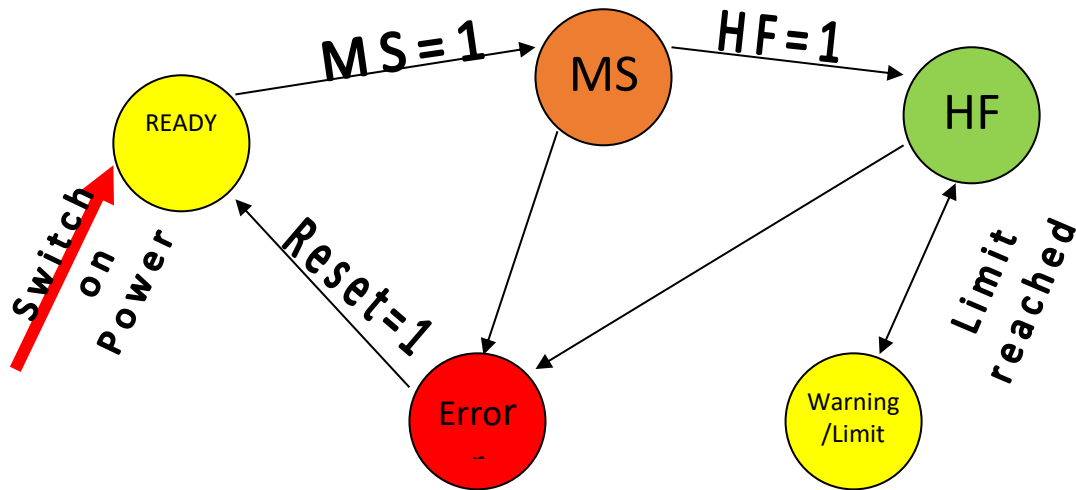 MS=1
HF=1
READY
MS
HF
Switch
on
Power
Reset=1
Limit
reached
Error
Warning
/Limit